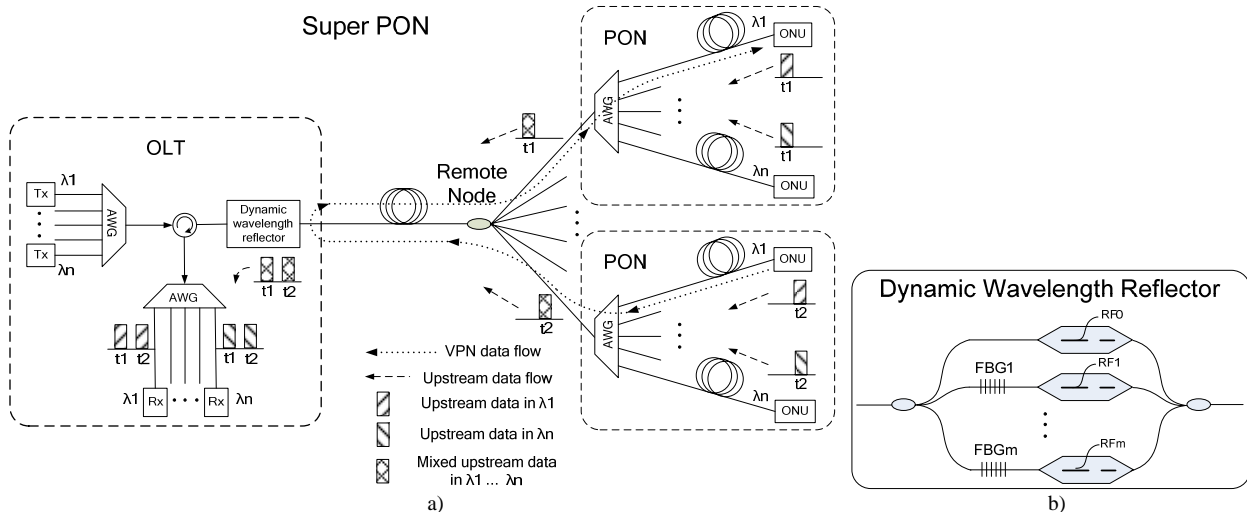 Super PON
OLT
Tx
λ1
AWG
Tx
λn
Dynamic
wavelength
reflector
t1 t2
AWG
t1 t2
t1 t2
λ1
Rx
Rx
λn
Remote
Node
t1
t2
PON
AWG
λ1
ONU
t1
t1
λn
ONU
PON
AWG
λ1
ONU
t2
t2
λn
ONU
VPN data flow
Upstream data flow
Upstream data in λ1
Upstream data in λn
Mixed upstream data
in λ1 ... λn
a)
Dynamic Wavelength Reflector
RF0
FBG1
RF1
FBGm
RFm
b)